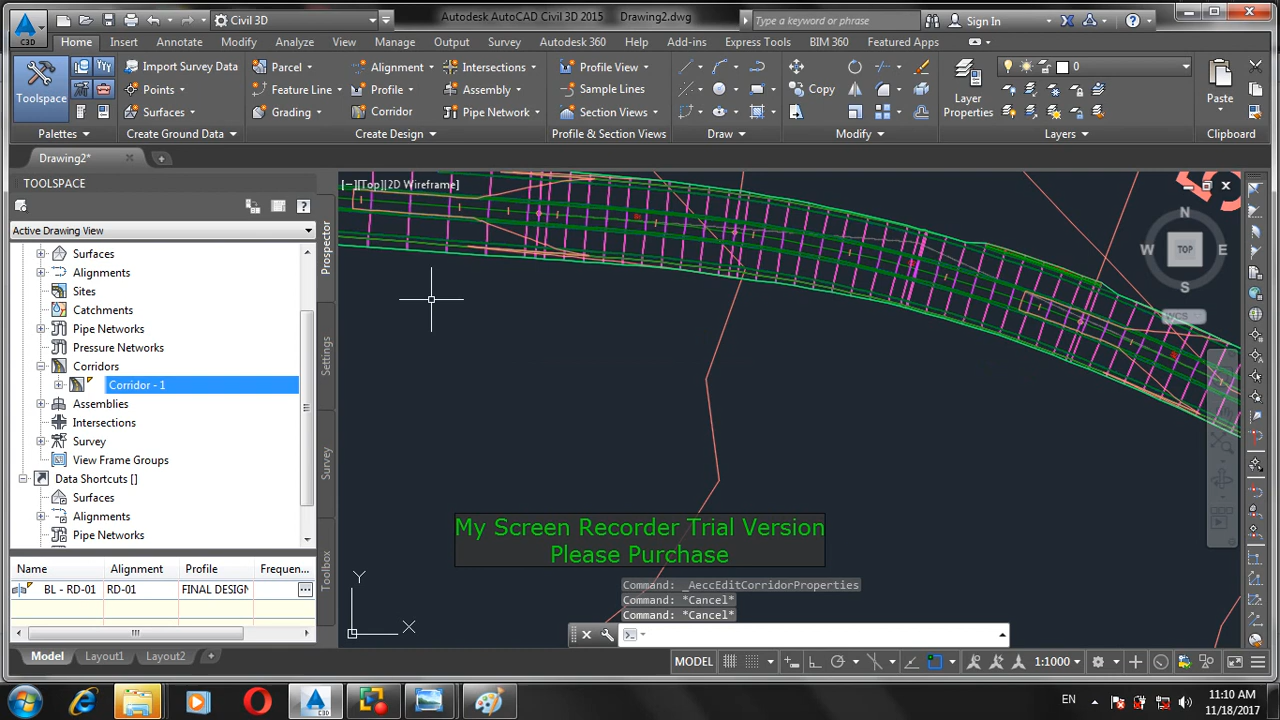 C3D
Civil 3D
Autodesk AutoCAD Civil 3D 2015 Drawing2.dwg
Type a keyword or phrase
Sign In
Home Insert Annotate Modify Analyze View Manage Output Survey Autodesk 360 Help Add-ins Express Tools BIM 360 Featured Apps
Toolspace
Import Survey Data
Points
Surfaces
Parcel
Feature Line
Grading
Alignment
Profile
Corridor
Intersections
Assembly
Pipe Network
Profile View
Sample Lines
Section Views
Copy
Layer
Properties
0
Paste
Palettes Create Ground Data Create Design Profile & Section Views Draw Modify Layers Clipboard
Drawing2*
TOOLSPACE
Active Drawing View
Surfaces
Alignments
Sites
Catchments
Pipe Networks
Pressure Networks
Corridors
Corridor - 1
Assemblies
Intersections
Survey
View Frame Groups
Data Shortcuts []
Surfaces
Alignments
Pipe Networks
Prospector
Settings
Survey
Toolbox
Name Alignment Profile Frequen...
BL - RD-01 RD-01 FINAL DESIGN
[−][Top][2D Wireframe]
N
W TOP E
S
WCS
My Screen Recorder Trial Version
Please Purchase
Y
X
Command: _AeccEditCorridorProperties
Command: *Cancel*
Command: *Cancel*
Model Layout1 Layout2
MODEL 1:1000
EN
11:10 AM
11/18/2017